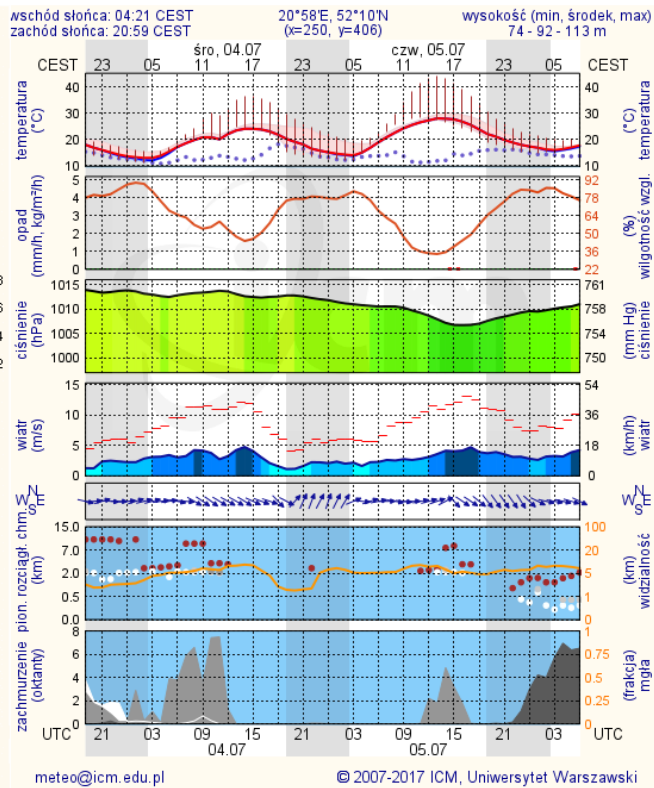 wschód słońca: 04:21 CEST 20°58'E, 52°10'N wysokość (min, środek, max)
zachód słońca: 20:59 CEST (x=250, y=406) 74 - 92 - 113 m
śro, 04.07 czw, 05.07
CEST 23 05 11 17 23 05 11 17 23 05 CEST
temperatura (°C)
40 30 20 10
40 30 20 10
temperatura (°C)
opad (mm/h, kg/m²/h)
5 4 3 2 1 0
92 78 64 50 36 22
(%) wilgotność wzgl.
ciśnienie (hPa)
1015 1010 1005 1000
761 758 754 750
(mm Hg) ciśnienie
wiatr (m/s)
15 10 5 0
54 36 18 0
(km/h) wiatr
N W E S
N W E S
pion. rozciągł. chm. (km)
15.0 7.0 2.0 0.5 0.0
100 20 5 1 0
(km) widzialność
zachmurzenie (oktanty)
8 6 4 2 0
1 0.75 0.5 0.25 0
(frakcja) mgła
UTC 21 03 09 15 21 03 09 15 21 03 UTC
04.07 05.07
meteo@icm.edu.pl © 2007-2017 ICM, Uniwersytet Warszawski